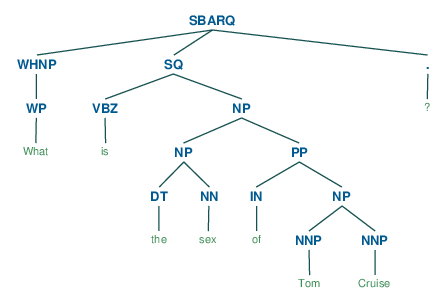 SBARQ
WHNP SQ .
WP VBZ NP ?
What is NP PP
DT NN IN NP
the sex of NNP NNP
Tom Cruise